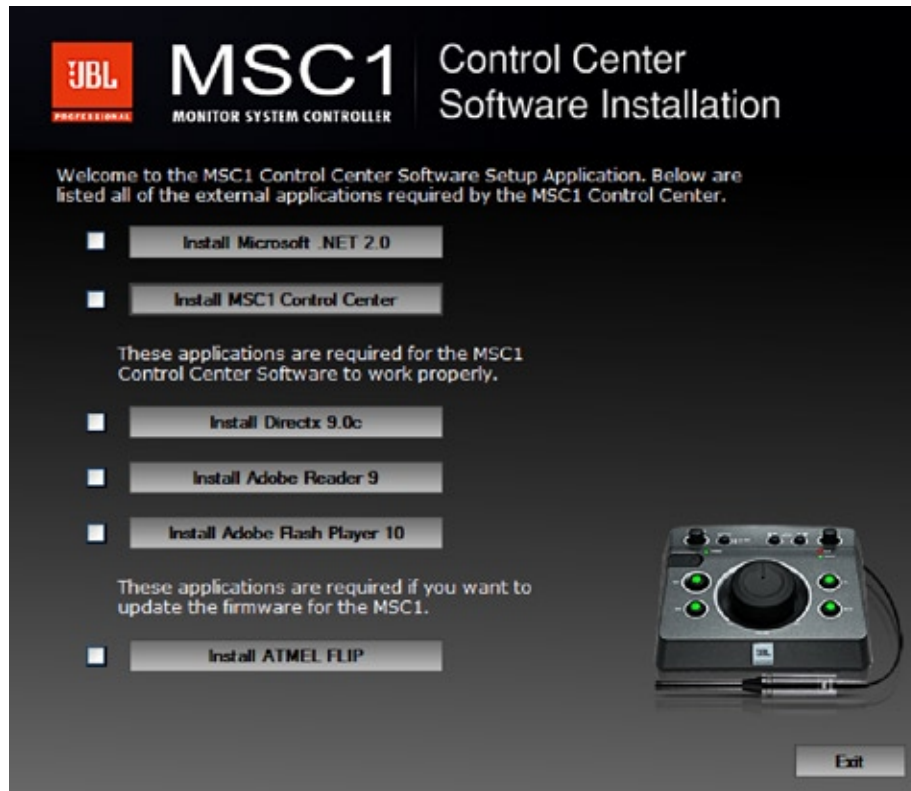 JBL
PROFESSIONAL
MSC1
MONITOR SYSTEM CONTROLLER
Control Center
Software Installation
Welcome to the MSC1 Control Center Software Setup Application. Below are
listed all of the external applications required by the MSC1 Control Center.
Install Microsoft .NET 2.0
Install MSC1 Control Center
These applications are required for the MSC1
Control Center Software to work properly.
Install Directx 9.0c
Install Adobe Reader 9
Install Adobe Flash Player 10
These applications are required if you want to
update the firmware for the MSC1.
Install ATMEL FLIP
JBL
Exit